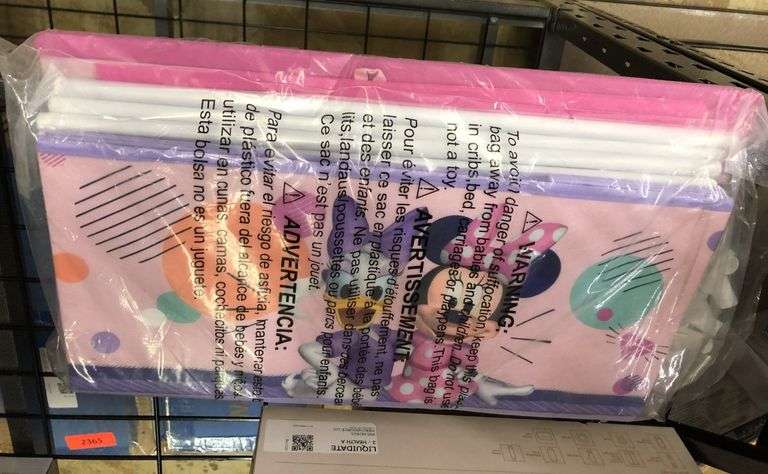 WARNING:
To avoid danger of suffocation, keep this plastic
bag away from babies and children. Do not use
in cribs, bed, carriages or playpens. This bag is
not a toy.
AVERTISSEMENT
Pour éviter les risques d'étouffement, ne pas
laisser ce sac en plastique à la portée des bébés
et des enfants. Ne pas utiliser dans des berceaux
lits, landaus, poussettes, ou parcs pour enfants.
Ce sac n'est pas un jouet.
ADVERTENCIA:
Para evitar el riesgo de asfixia, mantenar esta
de plástico fuera del alcance de bebés y niños.
utilizar en cunas, camas, cochecitos ni parques
Esta bolsa no es un juguete.
2365
LIQUIDATE